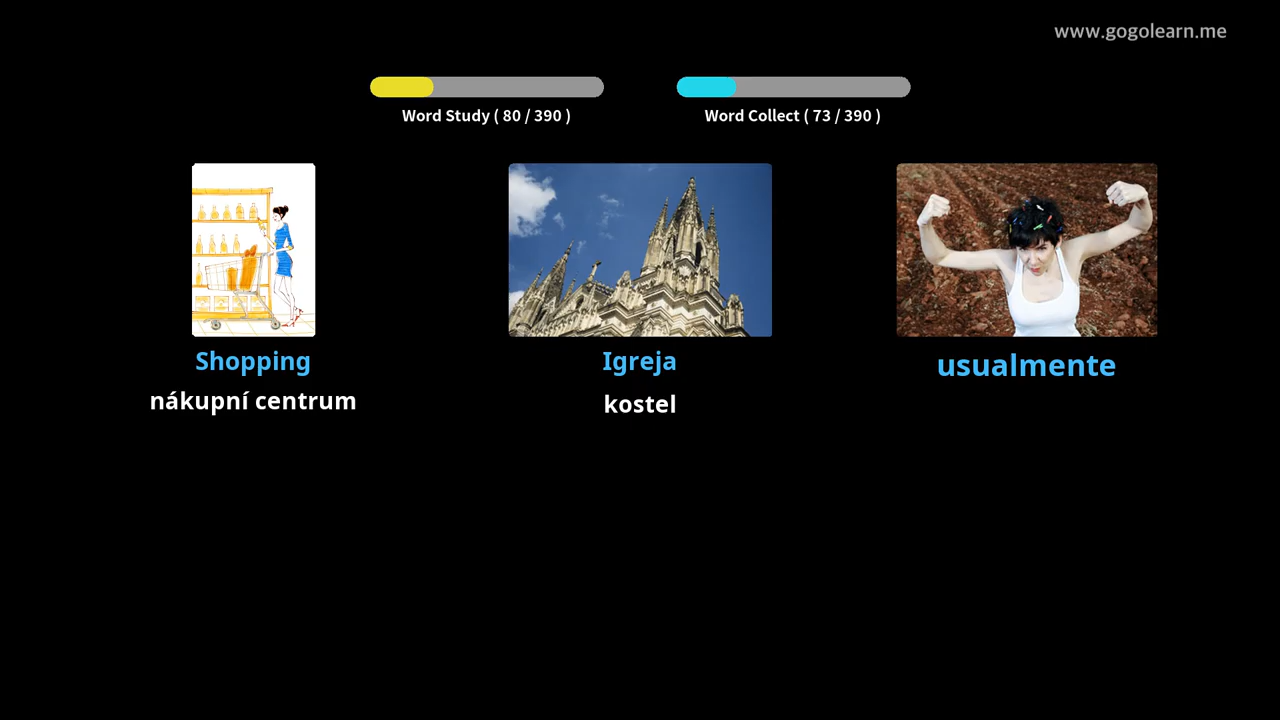 www.gogolearn.me
Word Study ( 80 / 390 )
Word Collect ( 73 / 390 )
Shopping
nákupní centrum
Igreja
kostel
usualmente